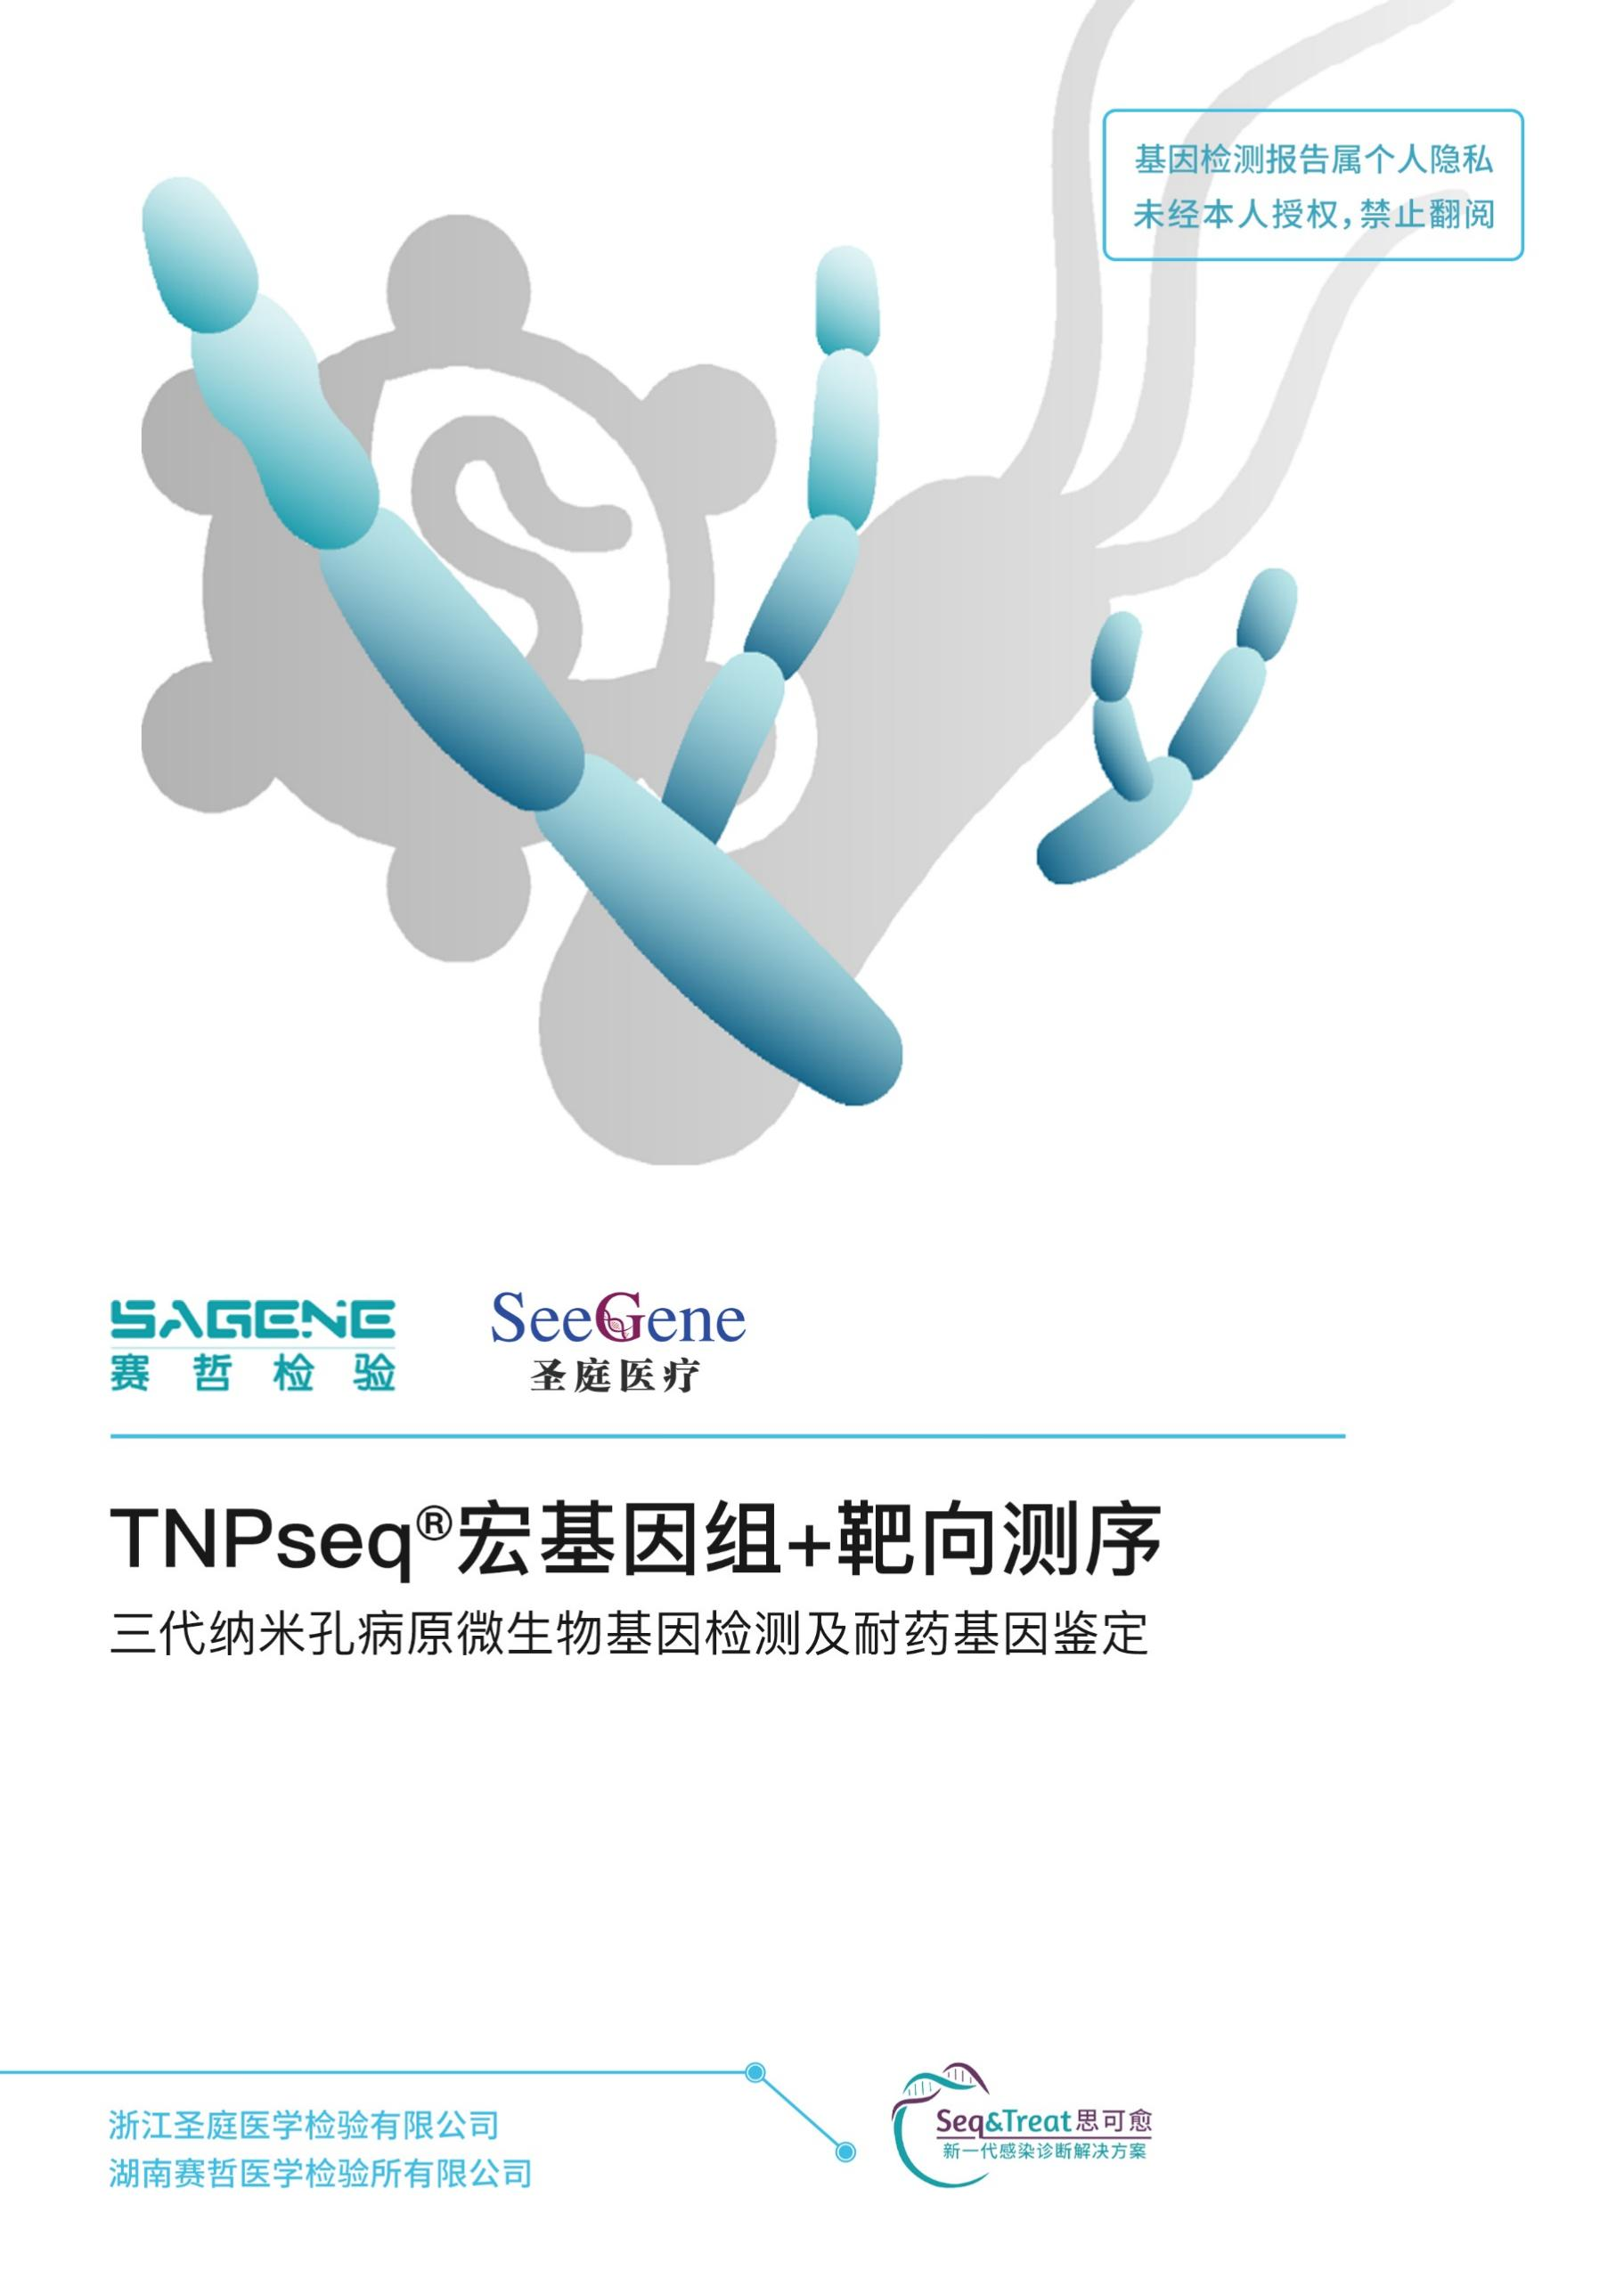 基因检测报告属个人隐私
未经本人授权，禁止翻阅
SAGENE
赛哲检验
SeeGene
圣庭医疗
TNPseq®宏基因组+靶向测序
三代纳米孔病原微生物基因检测及耐药基因鉴定
浙江圣庭医学检验有限公司
湖南赛哲医学检验所有限公司
Seq&Treat思可愈
新一代感染诊断解决方案